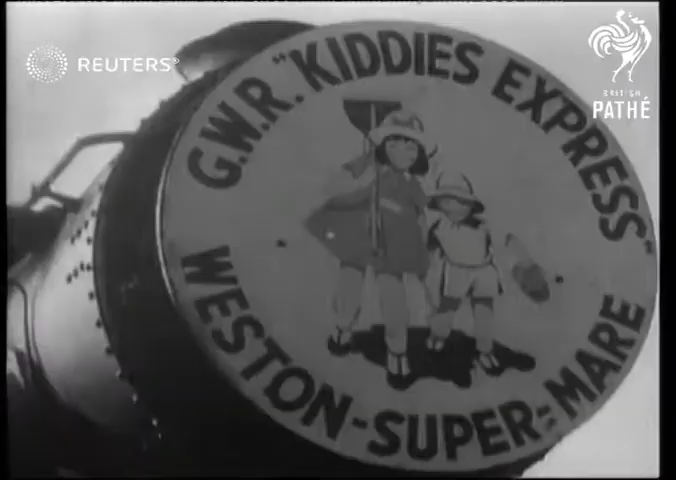 REUTERS
BRITISH
PATHÉ
G.W.R. "KIDDIES EXPRESS"
WESTON-SUPER-MARE